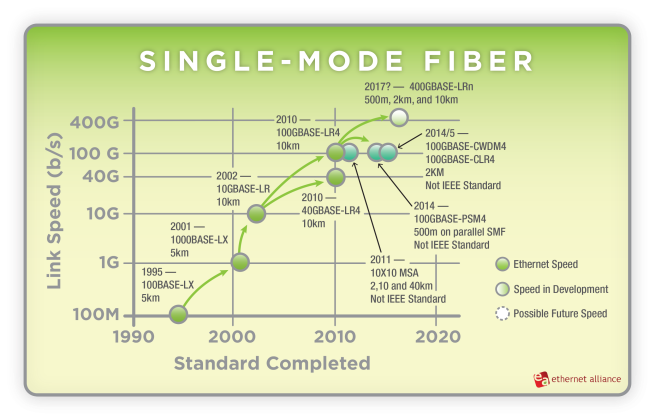 SINGLE-MODE FIBER
2017? — 400GBASE-LRn
500m, 2km, and 10km
2010 —
100GBASE-LR4
10km
2014/5 —
100GBASE-CWDM4
100GBASE-CLR4
2KM
Not IEEE Standard
2002 —
10GBASE-LR
10km
2010 —
40GBASE-LR4
10km
2014 —
100GBASE-PSM4
500m on parallel SMF
Not IEEE Standard
2001 —
1000BASE-LX
5km
2011 —
10X10 MSA
2,10 and 40km
Not IEEE Standard
1995 —
100BASE-LX
5km
Link Speed (b/s)
400G
100 G
40G
10G
1G
100M
1990
2000
2010
2020
Standard Completed
Ethernet Speed
Speed in Development
Possible Future Speed
ea ethernet alliance